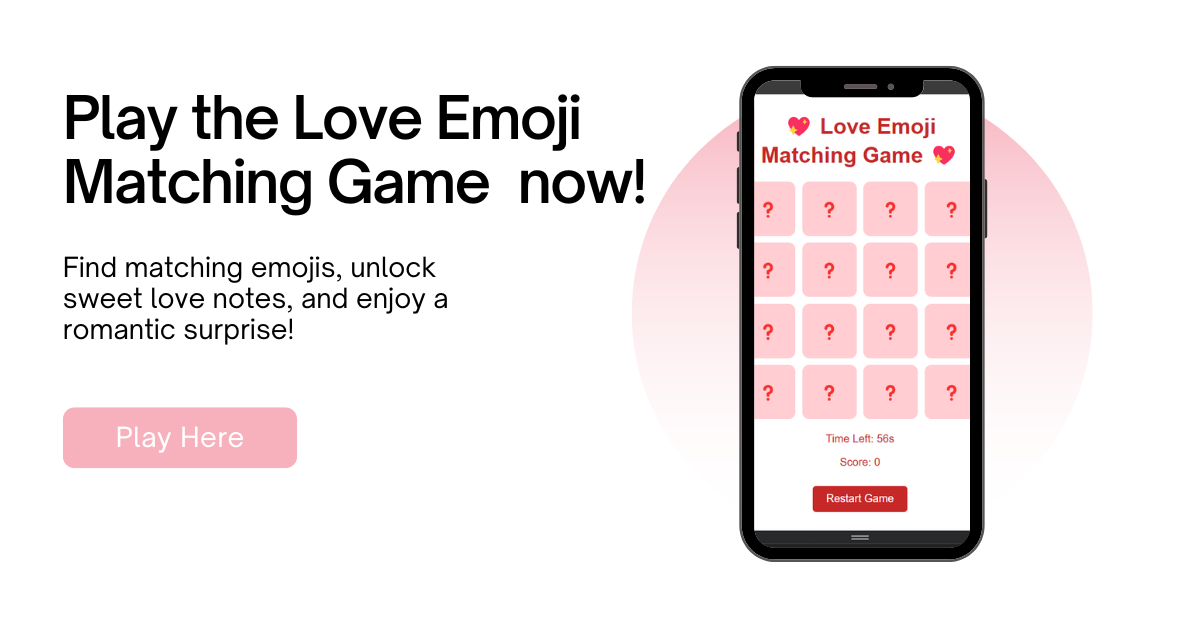 Play the Love Emoji
Matching Game  now!
Find matching emojis, unlock
sweet love notes, and enjoy a
romantic surprise!
Play Here
💖 Love Emoji
Matching Game 💖
? ? ? ?
? ? ? ?
? ? ? ?
? ? ? ?
Time Left: 56s
Score: 0
Restart Game